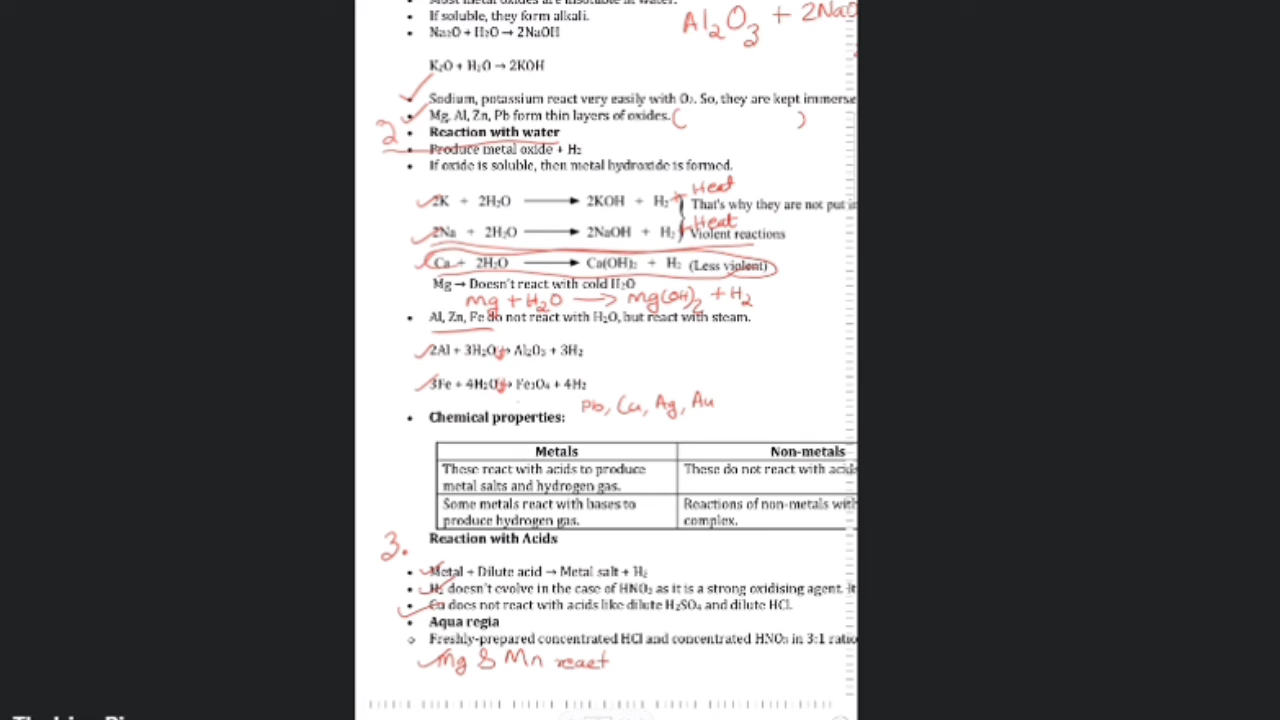 Most metal oxides are insoluble in water.
If soluble, they form alkali.
Al₂O₃ + 2NaO
Na₂O + H₂O → 2NaOH
K₂O + H₂O → 2KOH
Sodium, potassium react very easily with O₂. So, they are kept immerse
Mg, Al, Zn, Pb form thin layers of oxides. ( )
2
Reaction with water
Produce metal oxide + H₂
If oxide is soluble, then metal hydroxide is formed.
2K + 2H₂O → 2KOH + H₂ + Heat
That's why they are not put in
2Na + 2H₂O → 2NaOH + H₂ + Heat
Violent reactions
Ca + 2H₂O → Ca(OH)₂ + H₂ (Less violent)
Mg → Doesn't react with cold H₂O
Mg + H₂O → Mg(OH)₂ + H₂
Al, Zn, Fe do not react with H₂O, but react with steam.
2Al + 3H₂O → Al₂O₃ + 3H₂
3Fe + 4H₂O → Fe₃O₄ + 4H₂
Pb, Cu, Ag, Au
Chemical properties:
Metals Non-metals
These react with acids to produce metal salts and hydrogen gas. These do not react with acids
Some metals react with bases to produce hydrogen gas. Reactions of non-metals with complex.
3.
Reaction with Acids
Metal + Dilute acid → Metal salt + H₂
H₂ doesn't evolve in the case of HNO₃ as it is a strong oxidising agent. It
Cu does not react with acids like dilute H₂SO₄ and dilute HCl.
Aqua regia
Freshly-prepared concentrated HCl and concentrated HNO₃ in 3:1 ratio
Mg & Mn react